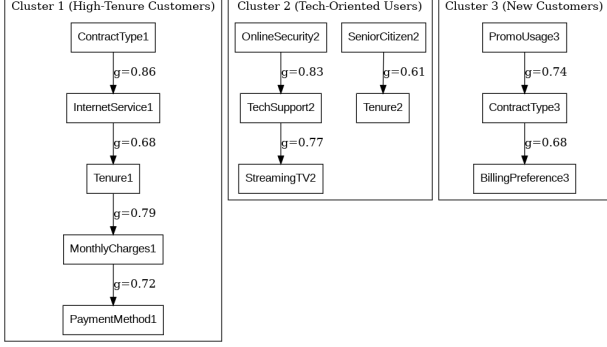 Cluster 1 (High-Tenure Customers)
ContractType1
g=0.86
InternetService1
g=0.68
Tenure1
g=0.79
MonthlyCharges1
g=0.72
PaymentMethod1
Cluster 2 (Tech-Oriented Users)
OnlineSecurity2
g=0.83
TechSupport2
g=0.77
StreamingTV2
SeniorCitizen2
g=0.61
Tenure2
Cluster 3 (New Customers)
PromoUsage3
g=0.74
ContractType3
g=0.68
BillingPreference3